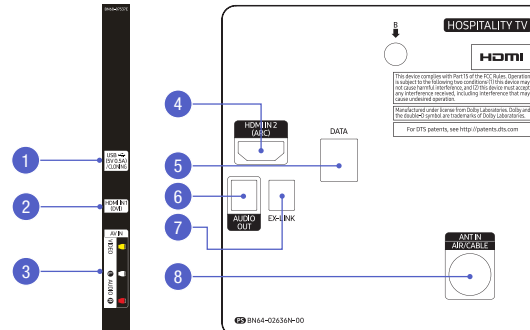 BN68-07537E
1
USB
(5V 0.5A)
/CLONING
2
HDMI IN 1
(DVI)
3
AV IN
VIDEO
AUDIO
4
HDMI IN 2
(ARC)
5
DATA
6
AUDIO
OUT
7
EX-LINK
8
ANT IN
AIR/CABLE
B
HOSPITALITY TV
HDMI
This device complies with Part 15 of the FCC Rules. Operation
is subject to the following two conditions: (1) this device may
not cause harmful interference, and (2) this device must accept
any interference received, including interference that may
cause undesired operation.
Manufactured under license from Dolby Laboratories. Dolby and
the double-D symbol are trademarks of Dolby Laboratories.
For DTS patents, see http://patents.dts.com
PS BN64-02636N-00